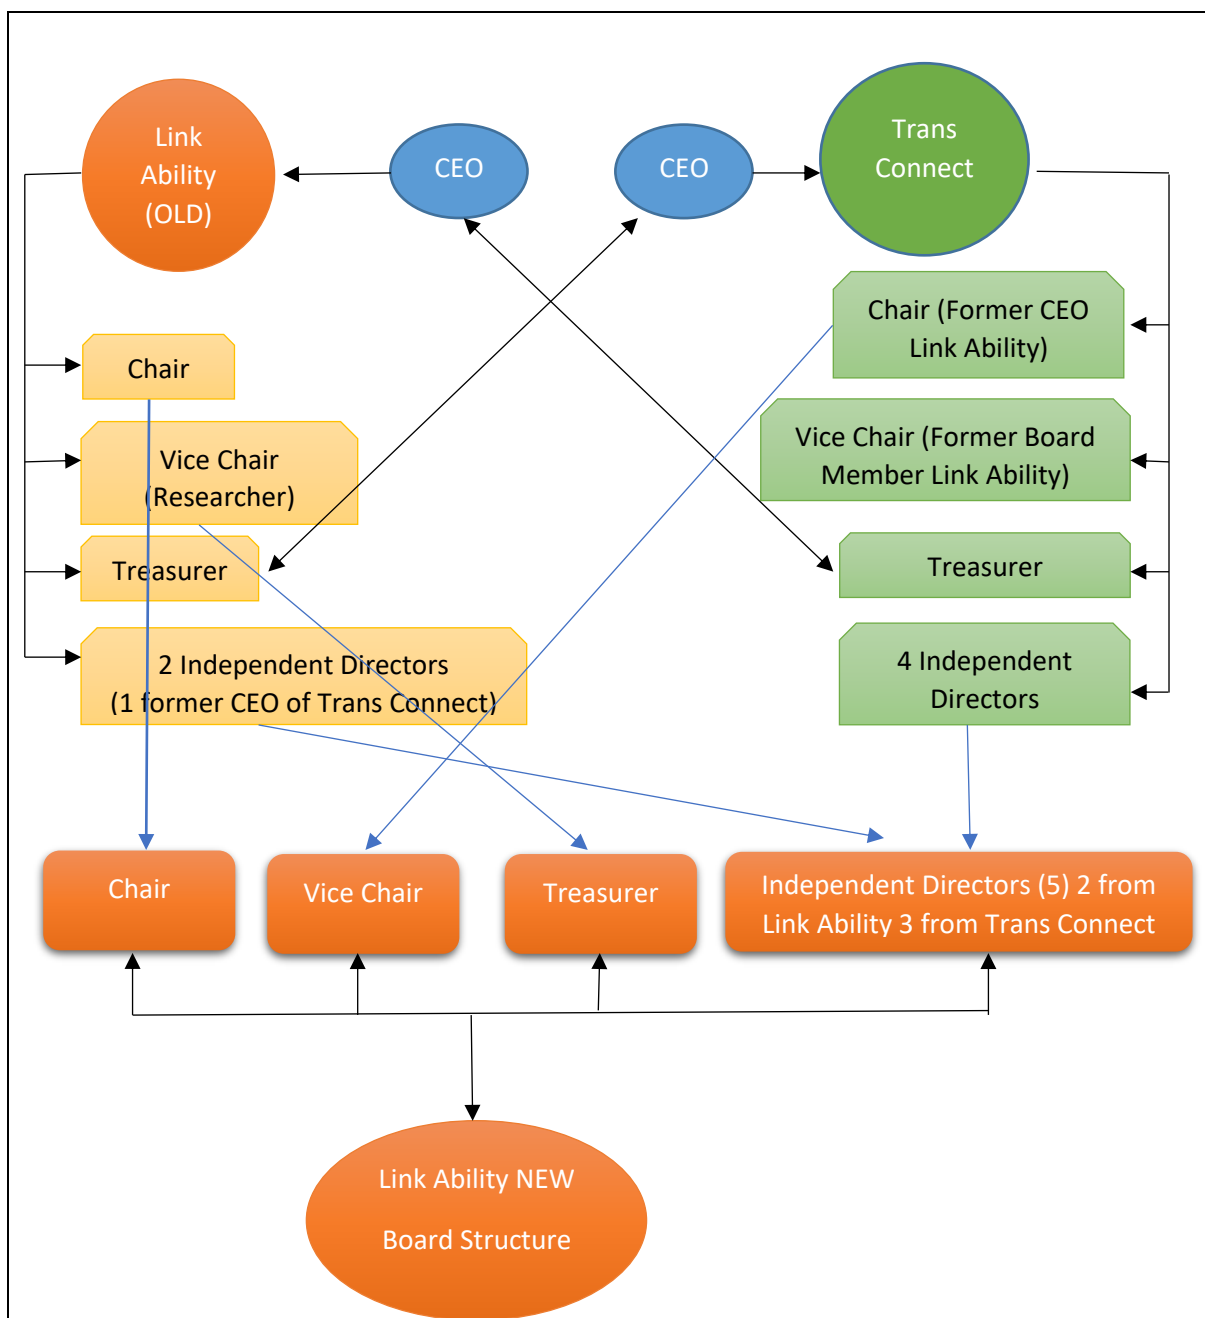 Link
Ability
(OLD)
CEO
CEO
Trans
Connect
Chair
Vice Chair
(Researcher)
Treasurer
2 Independent Directors
(1 former CEO of Trans Connect)
Chair (Former CEO
Link Ability)
Vice Chair (Former Board
Member Link Ability)
Treasurer
4 Independent
Directors
Chair
Vice Chair
Treasurer
Independent Directors (5) 2 from
Link Ability 3 from Trans Connect
Link Ability NEW
Board Structure